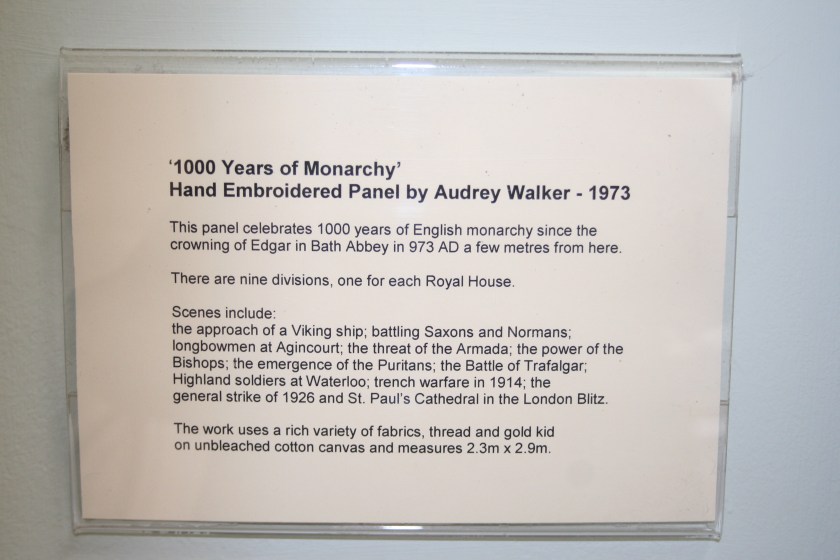 ‘1000 Years of Monarchy’
Hand Embroidered Panel by Audrey Walker - 1973
This panel celebrates 1000 years of English monarchy since the
crowning of Edgar in Bath Abbey in 973 AD a few metres from here.
There are nine divisions, one for each Royal House.
Scenes include:
the approach of a Viking ship; battling Saxons and Normans;
longbowmen at Agincourt; the threat of the Armada; the power of the
Bishops; the emergence of the Puritans; the Battle of Trafalgar;
Highland soldiers at Waterloo; trench warfare in 1914; the
general strike of 1926 and St. Paul's Cathedral in the London Blitz.
The work uses a rich variety of fabrics, thread and gold kid
on unbleached cotton canvas and measures 2.3m x 2.9m.